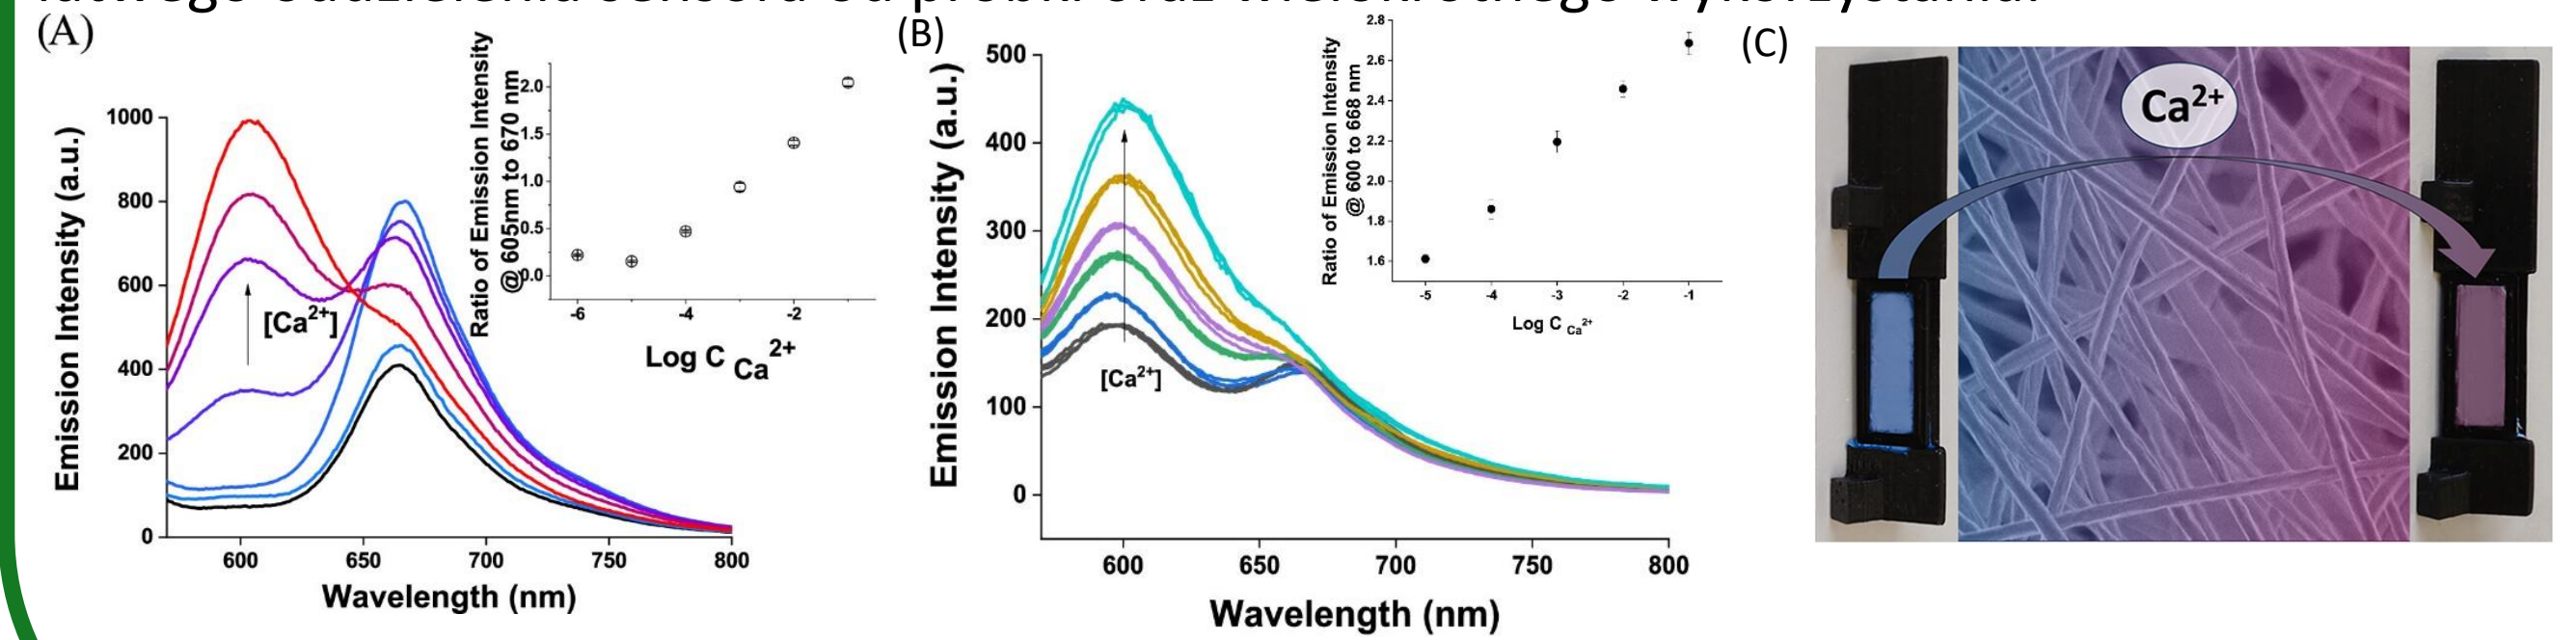 (A)
1000
800
600
400
200
0
600 650 700 750 800
Wavelength (nm)
Emission Intensity (a.u.)
[Ca²⁺]
Ratio of Emission Intensity
@ 605nm to 670 nm
2.0
1.5
1.0
0.5
0.0
-6 -4 -2
Log C Ca²⁺
(B)
500
400
300
200
100
0
600 650 700 750 800
Wavelength (nm)
Emission Intensity (a.u.)
[Ca²⁺]
Ratio of Emission Intensity
@ 600 to 668 nm
2.8
2.6
2.4
2.2
2.0
1.8
1.6
-5 -4 -3 -2 -1
Log C Ca²⁺
(C)
Ca²⁺